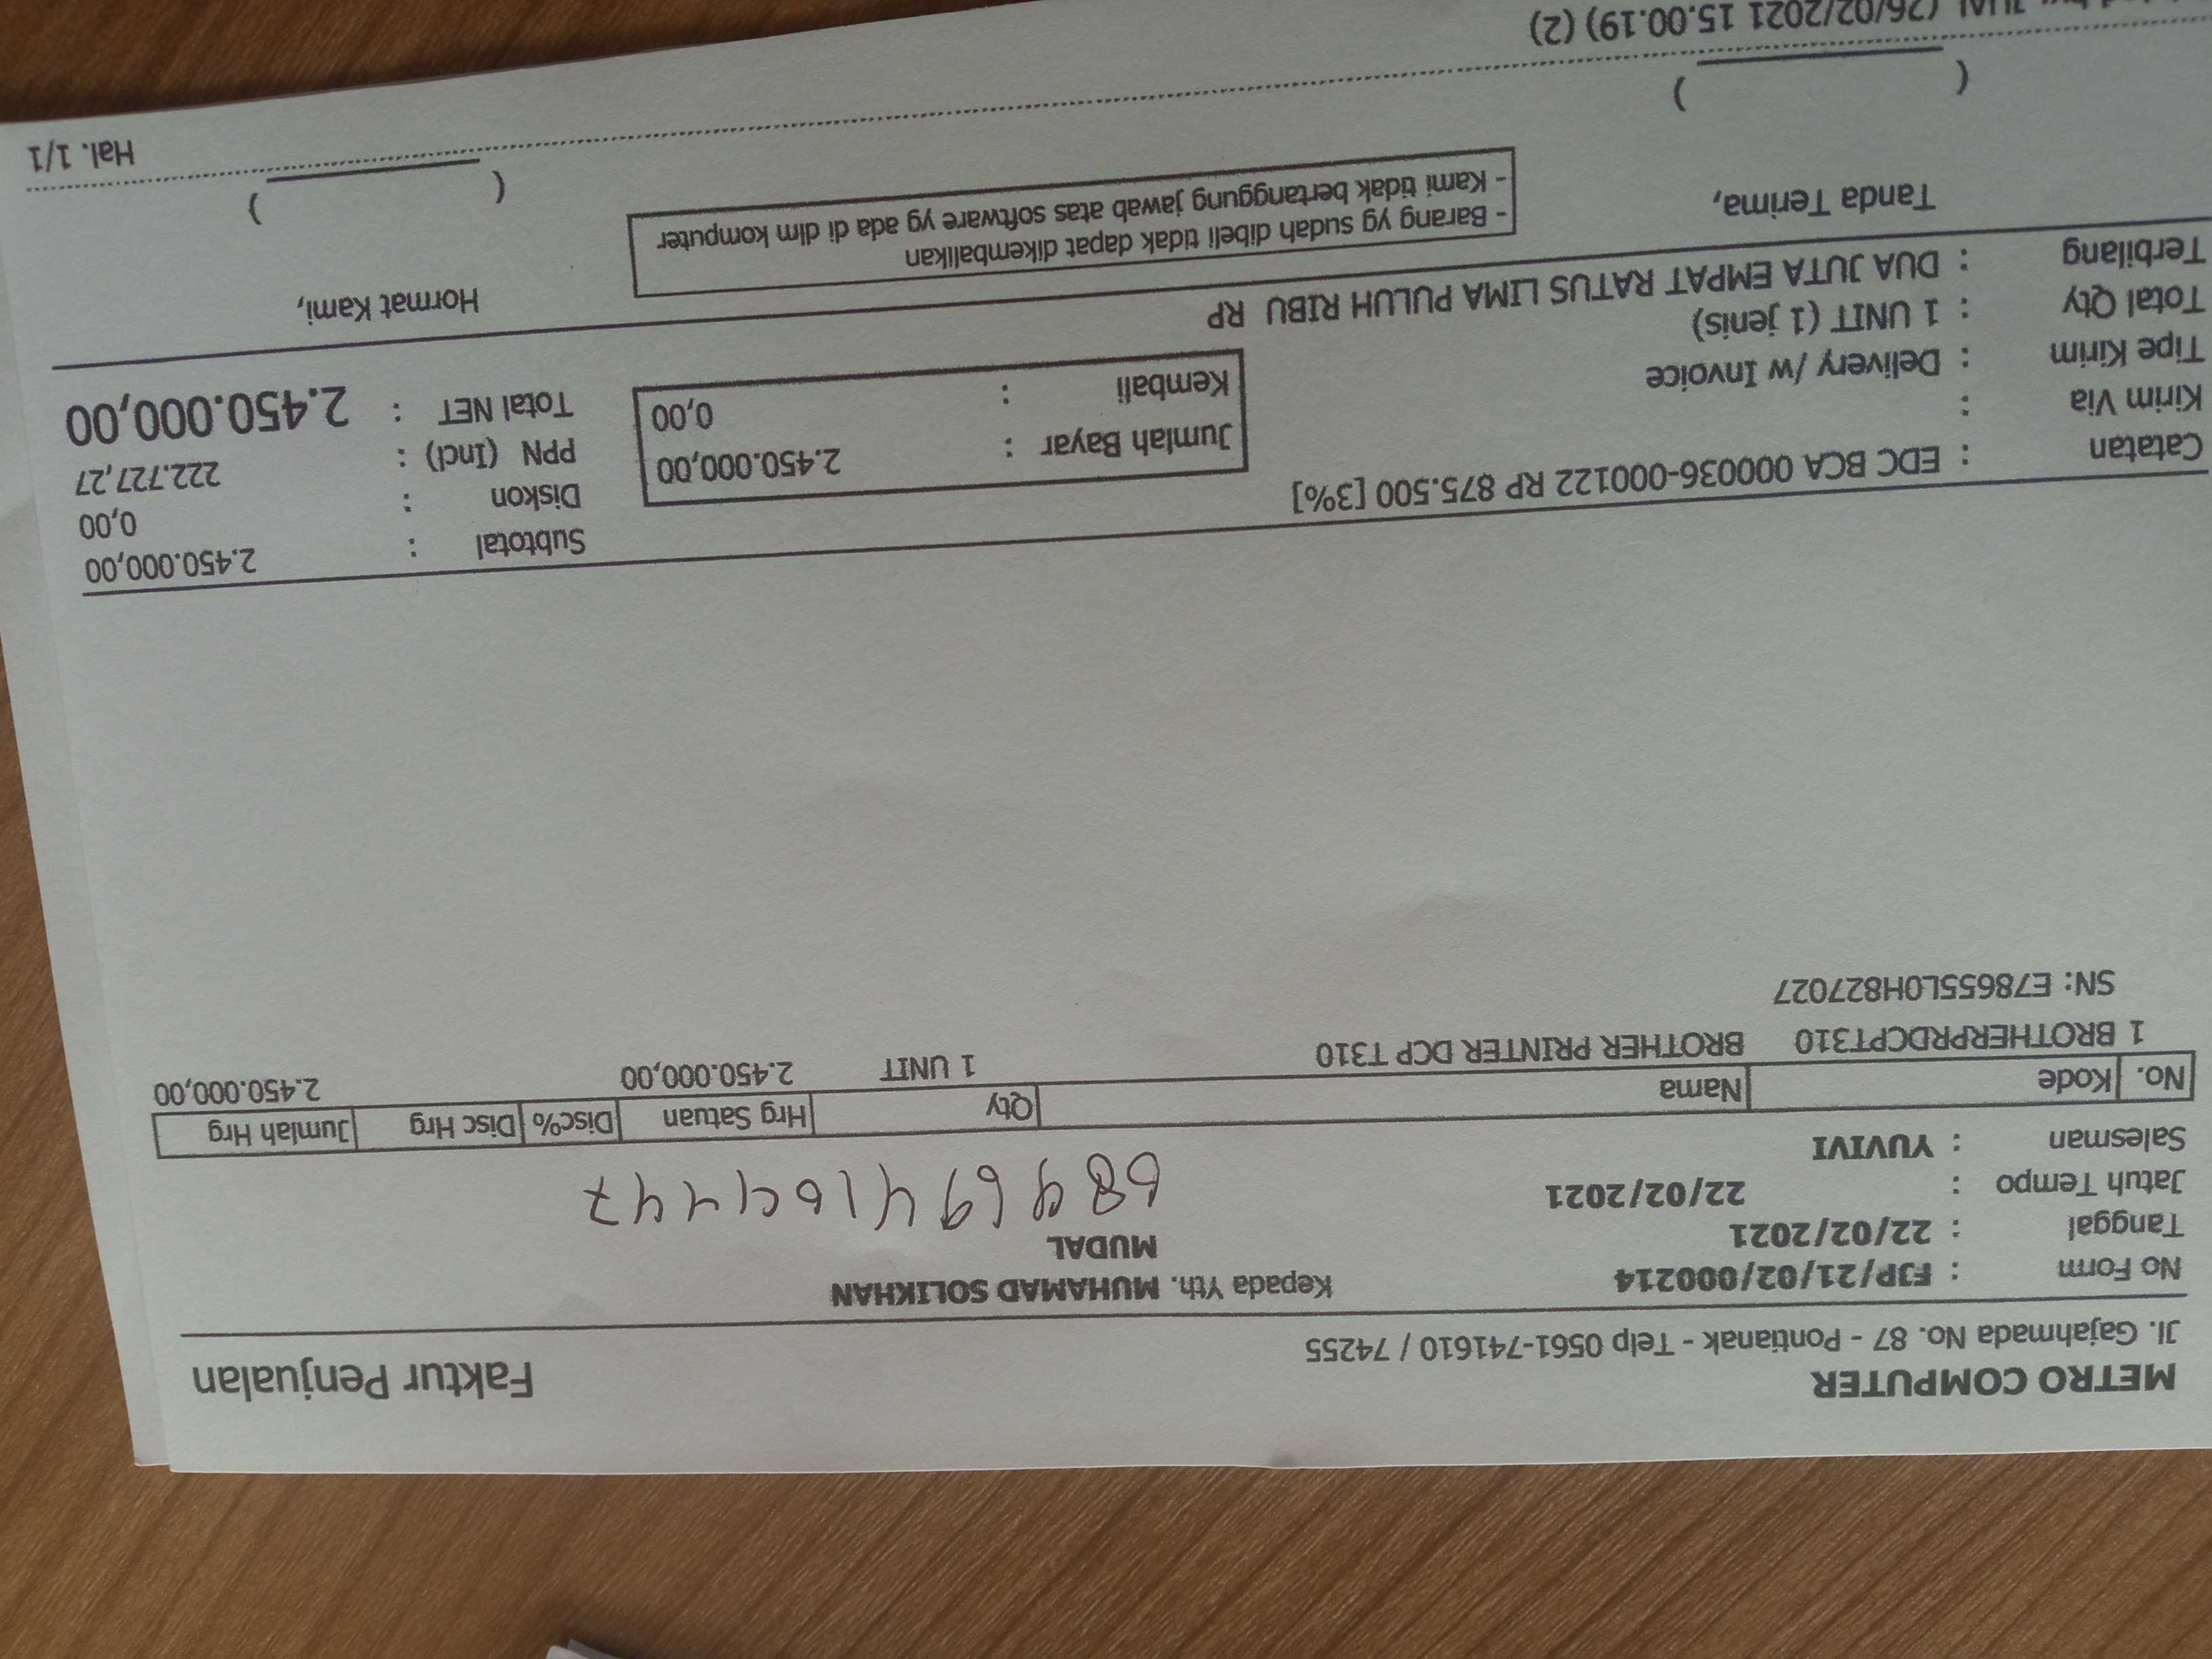 METRO COMPUTER
Jl. Gajahmada No. 87 - Pontianak - Telp 0561-741610 / 74255
Faktur Penjualan
No Form : FJP/21/02/000214
Tanggal : 22/02/2021
Jatuh Tempo : 22/02/2021
Salesman : YUVIVI
Kepada Yth. MUHAMAD SOLIKHAN
MUDAL
No. Kode Nama Qty Hrg Satuan Disc% Disc Hrg Jumlah Hrg
1 BROTHERPRDCPT310 BROTHER PRINTER DCP T310 1 UNIT 2.450.000,00 2.450.000,00
SN: E78655L0H827027
Catatan : EDC BCA 000036-000122 RP 875.500 [3%]
Kirim Via :
Tipe Kirim : Delivery /w Invoice
Total Qty : 1 UNIT (1 jenis)
Terbilang : DUA JUTA EMPAT RATUS LIMA PULUH RIBU RP
Jumlah Bayar : 2.450.000,00
Kembali : 0,00
Subtotal : 2.450.000,00
Diskon : 0,00
PPN (Incl) : 222.727,27
Total NET : 2.450.000,00
Tanda Terima,
- Barang yg sudah dibeli tidak dapat dikembalikan
- Kami tidak bertanggung jawab atas software yg ada di dlm komputer
Hormat Kami,
( )
( )
(26/02/2021 15.00.19) (2)
Hal. 1/1